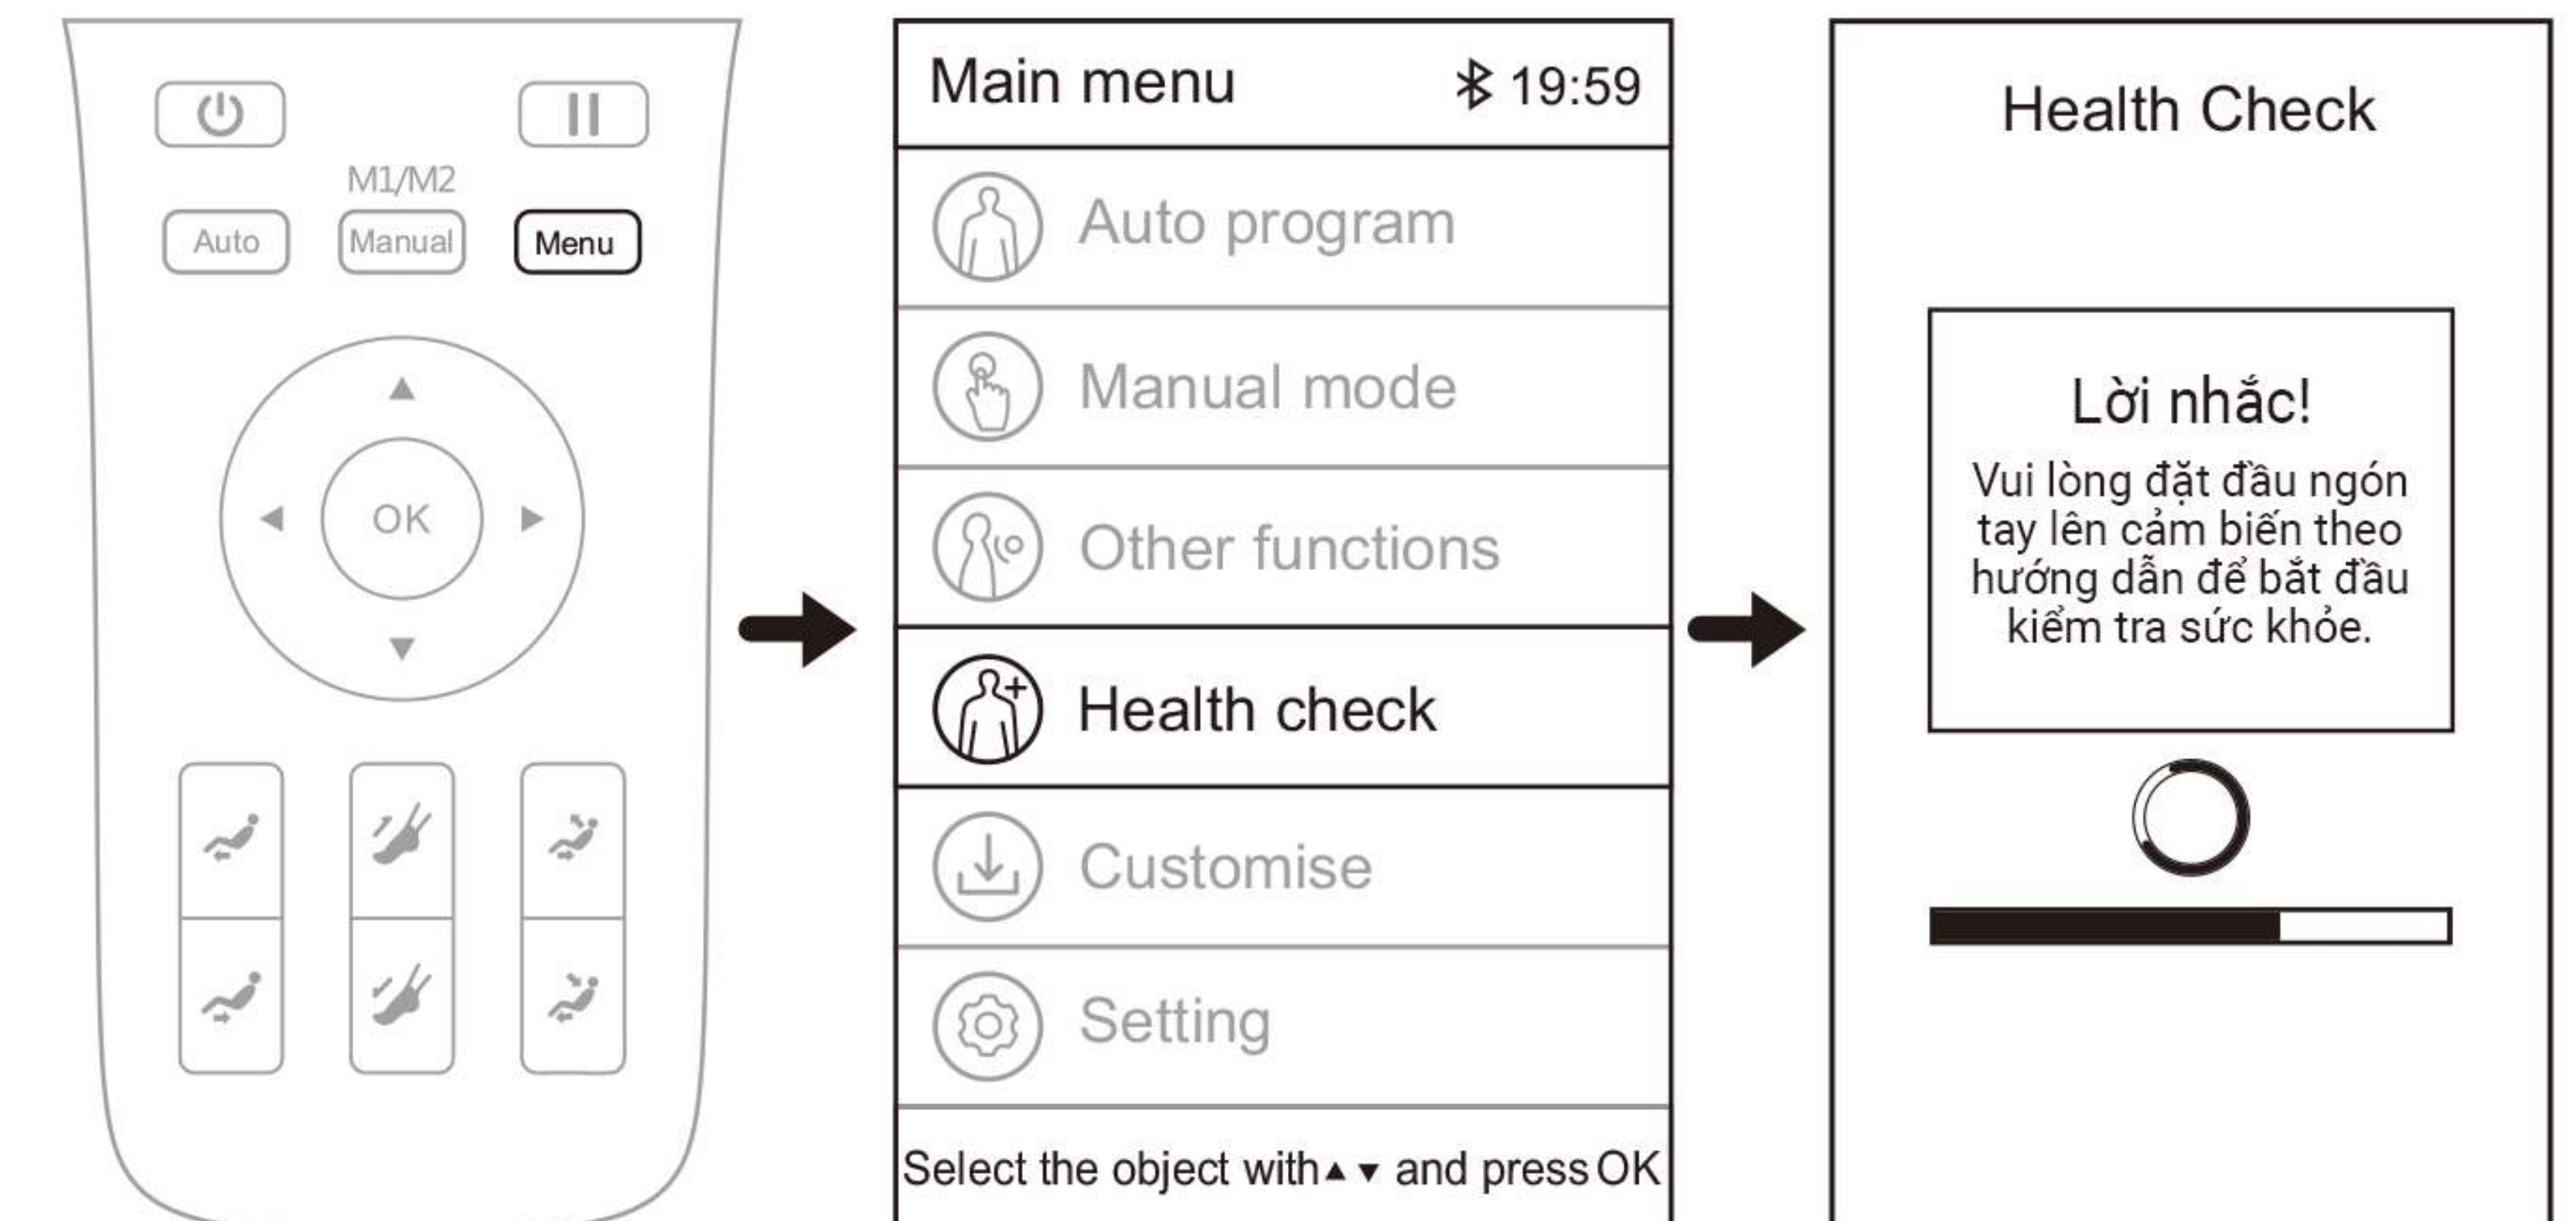 M1/M2
Auto
Manual
Menu
OK
Main menu 19:59
Auto program
Manual mode
Other functions
Health check
Customise
Setting
Select the object with▲▼ and press OK
Health Check
Lời nhắc!
Vui lòng đặt đầu ngón
tay lên cảm biến theo
hướng dẫn để bắt đầu
kiểm tra sức khỏe.